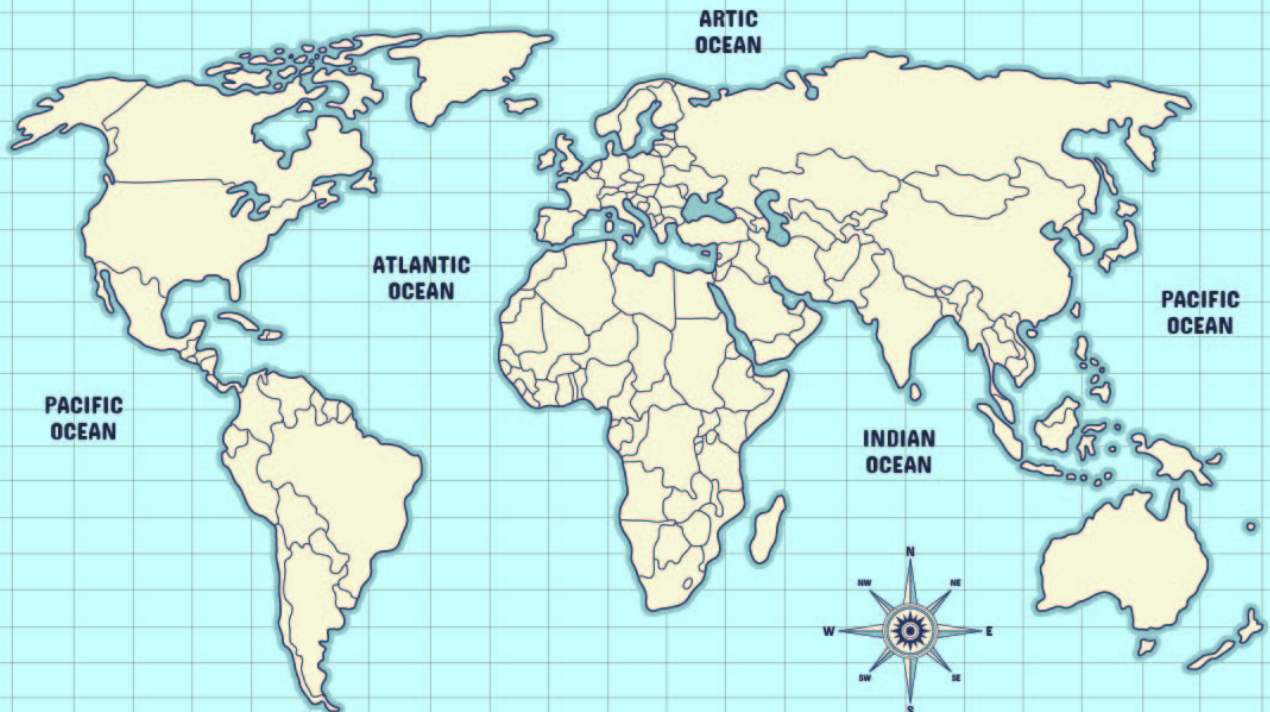 ARTIC
OCEAN
ATLANTIC
OCEAN
PACIFIC
OCEAN
PACIFIC
OCEAN
INDIAN
OCEAN
N
NW
NE
W
E
SW
SE
S